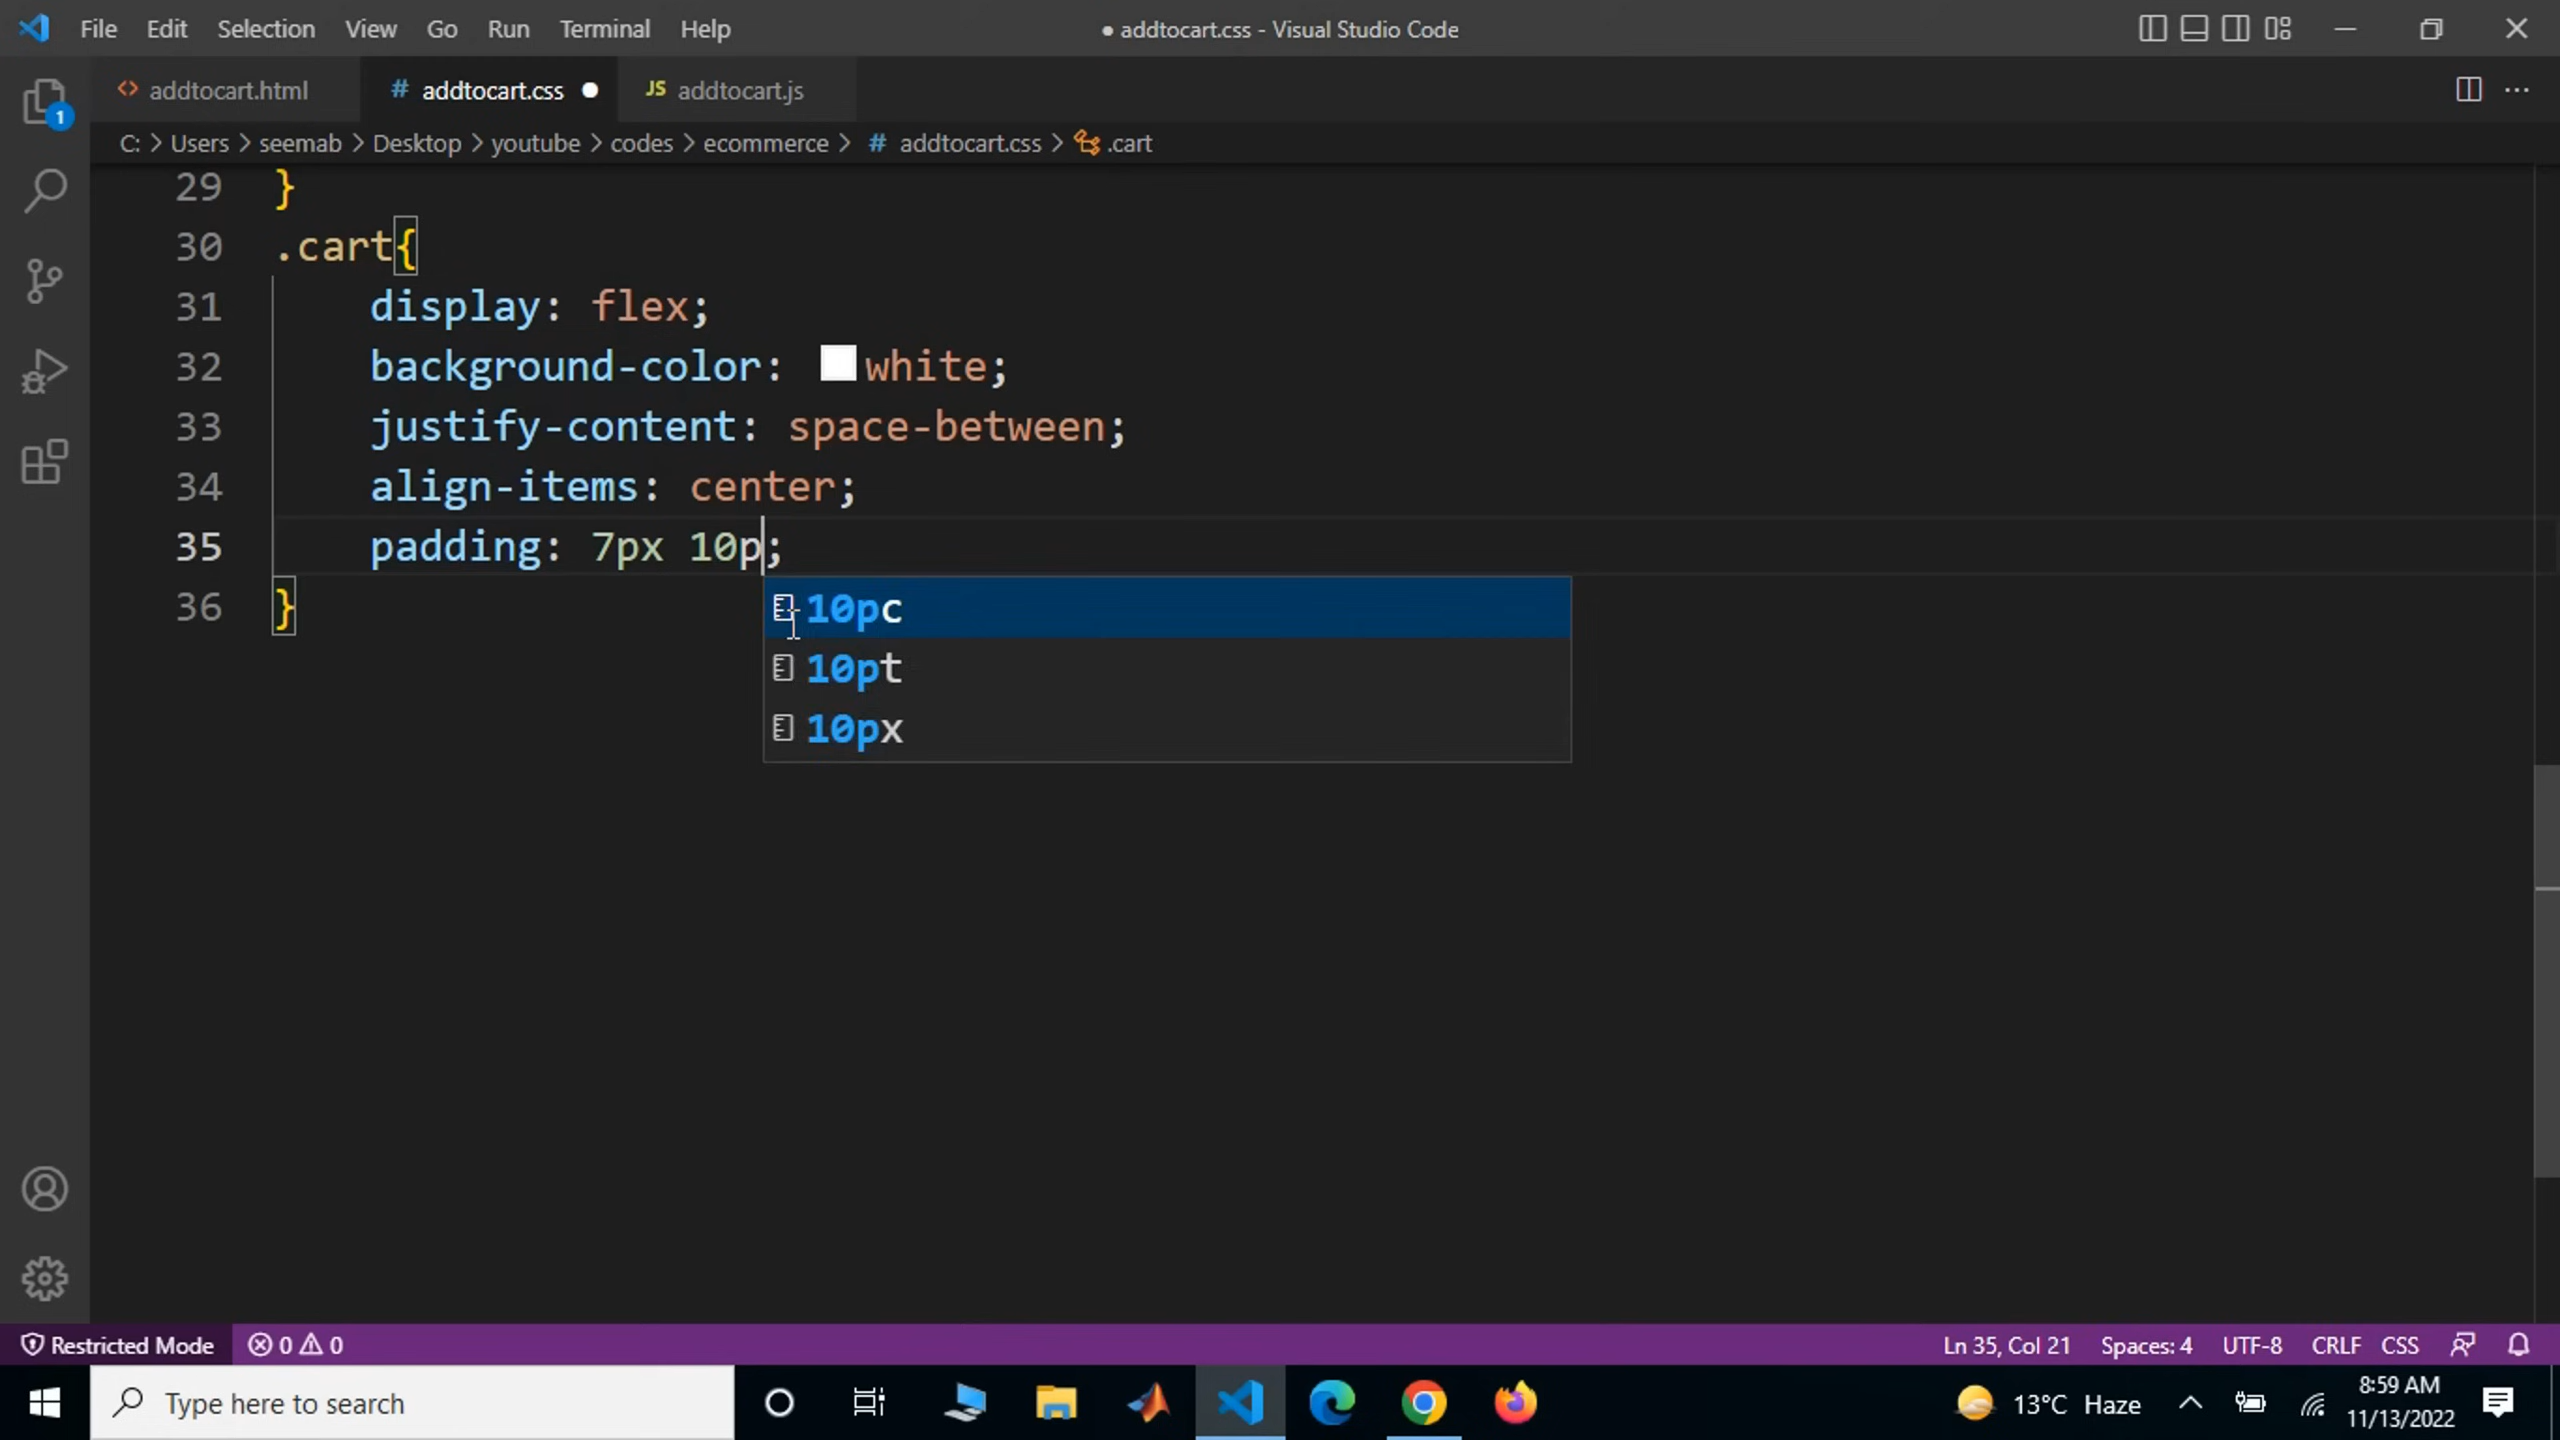 File Edit Selection View Go Run Terminal Help
● addtocart.css - Visual Studio Code
<> addtocart.html
# addtocart.css ●
JS addtocart.js
C: > Users > seemab > Desktop > youtube > codes > ecommerce > # addtocart.css > .cart
1
29 }
30 .cart{
31 display: flex;
32 background-color: white;
33 justify-content: space-between;
34 align-items: center;
35 padding: 7px 10p;
10pc
10pt
10px
36 }
Restricted Mode 0 0
Ln 35, Col 21 Spaces: 4 UTF-8 CRLF CSS
Type here to search
13°C Haze
8:59 AM
11/13/2022